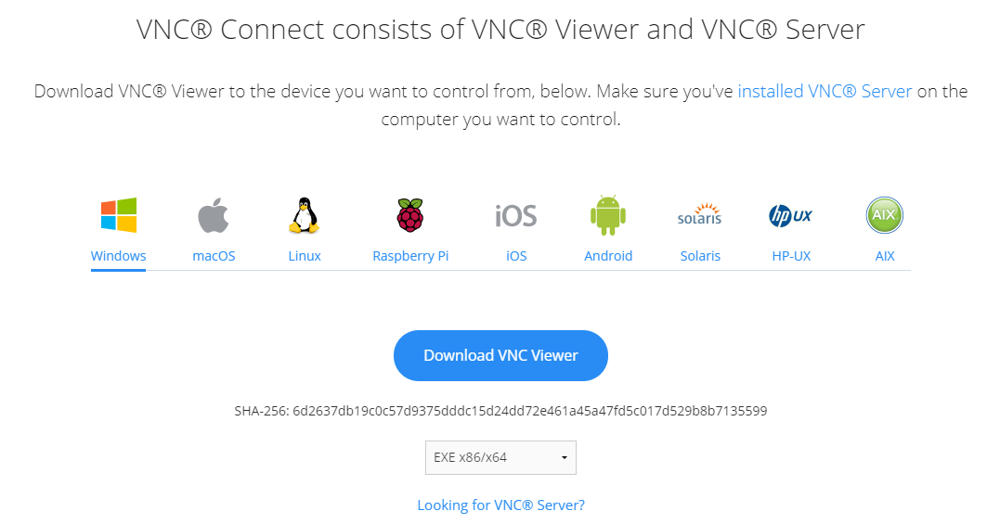 VNC® Connect consists of VNC® Viewer and VNC® Server
Download VNC® Viewer to the device you want to control from, below. Make sure you've installed VNC® Server on the
computer you want to control.
iOS
solaris
hp UX
AIX
Windows
macOS
Linux
Raspberry Pi
iOS
Android
Solaris
HP-UX
AIX
Download VNC Viewer
SHA-256: 6d2637db19c0c57d9375dddc15d24dd72e461a45a47fd5c017d529b8b7135599
EXE x86/x64
Looking for VNC® Server?